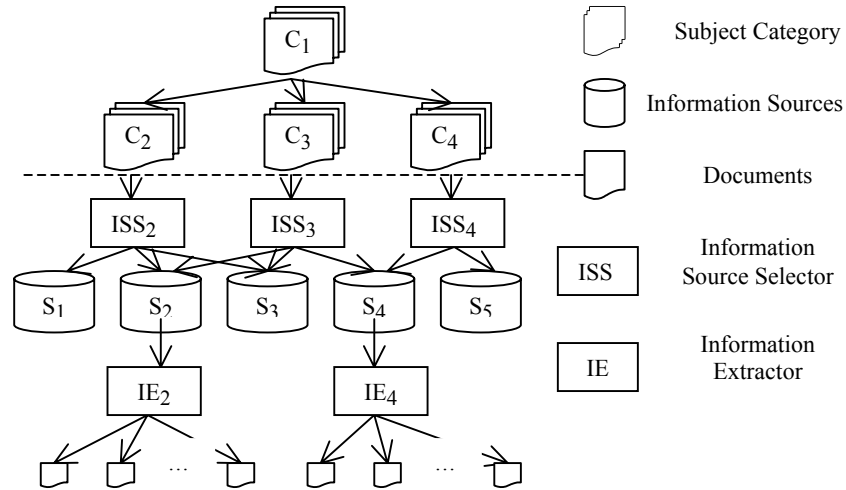 C1
Subject Category
C2 C3 C4
Information Sources
Documents
ISS2 ISS3 ISS4
ISS
Information
Source Selector
S1 S2 S3 S4 S5
IE2 IE4
IE
Information
Extractor
... ...